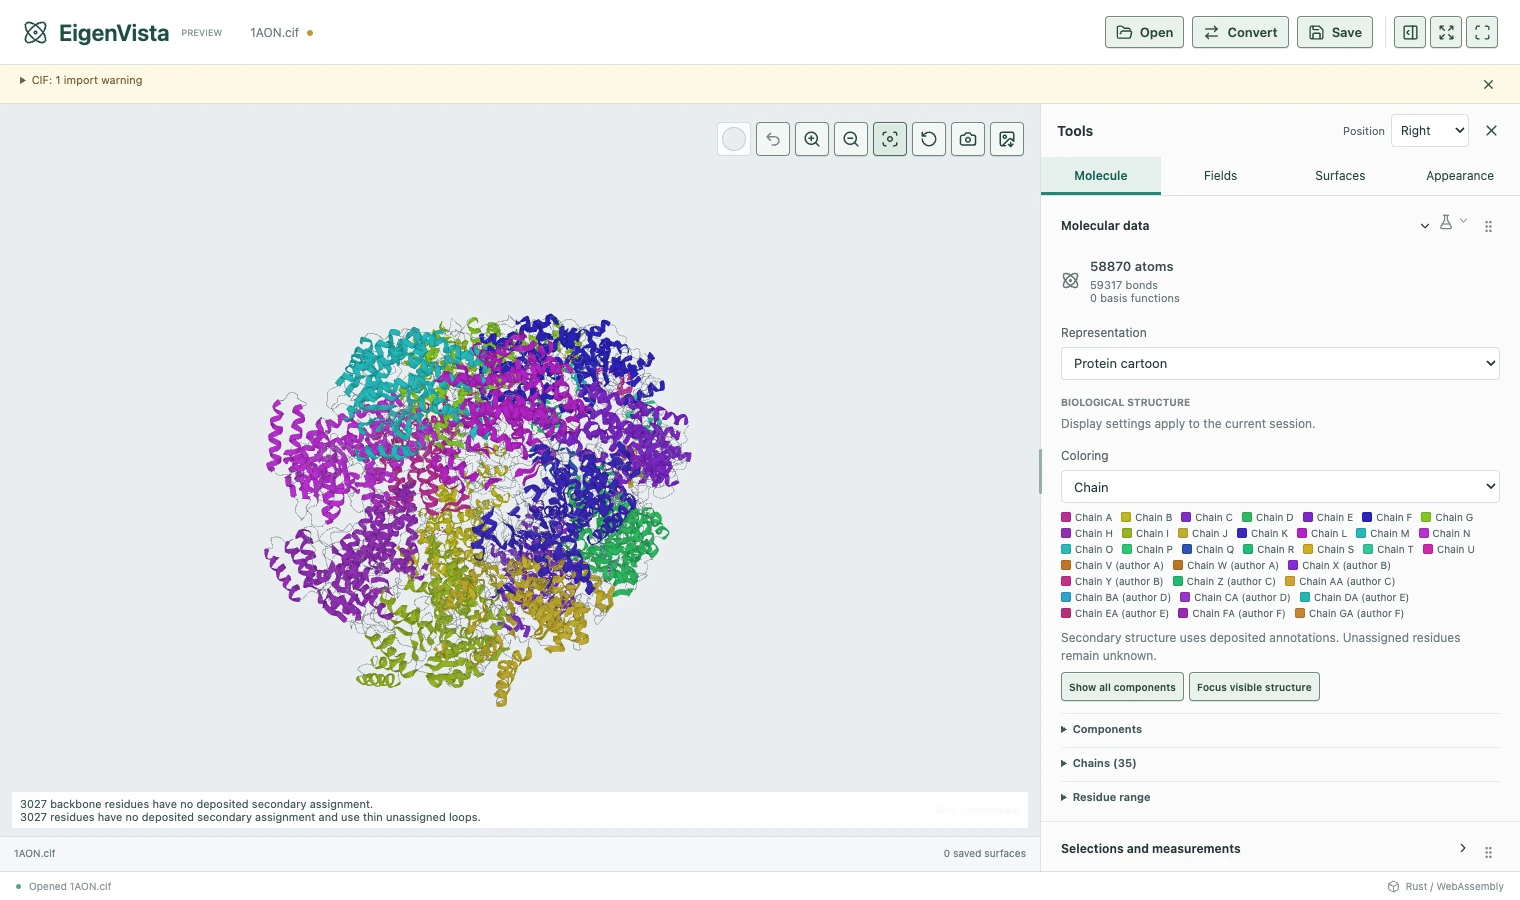 EigenVista PREVIEW 1AON.cif
Open Convert Save
CIF: 1 import warning
Tools
Position Right
Molecule Fields Surfaces Appearance
Molecular data
58870 atoms
59317 bonds
0 basis functions
Representation
Protein cartoon
BIOLOGICAL STRUCTURE
Display settings apply to the current session.
Coloring
Chain
Chain A Chain B Chain C Chain D Chain E Chain F Chain G
Chain H Chain I Chain J Chain K Chain L Chain M Chain N
Chain O Chain P Chain Q Chain R Chain S Chain T Chain U
Chain V (author A) Chain W (author A) Chain X (author B)
Chain Y (author B) Chain Z (author C) Chain AA (author C)
Chain BA (author D) Chain CA (author D) Chain DA (author E)
Chain EA (author E) Chain FA (author F) Chain GA (author F)
Secondary structure uses deposited annotations. Unassigned residues
remain unknown.
Show all components Focus visible structure
Components
Chains (35)
Residue range
Selections and measurements
3027 backbone residues have no deposited secondary assignment.
3027 residues have no deposited secondary assignment and use thin unassigned loops.
1AON.cif 0 saved surfaces
Opened 1AON.cif Rust / WebAssembly